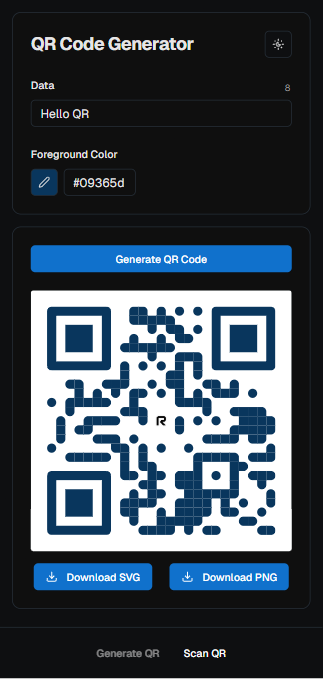 QR Code Generator
Data
8
Hello QR
Foreground Color
#09365d
Generate QR Code
R
Download SVG
Download PNG
Generate QR
Scan QR